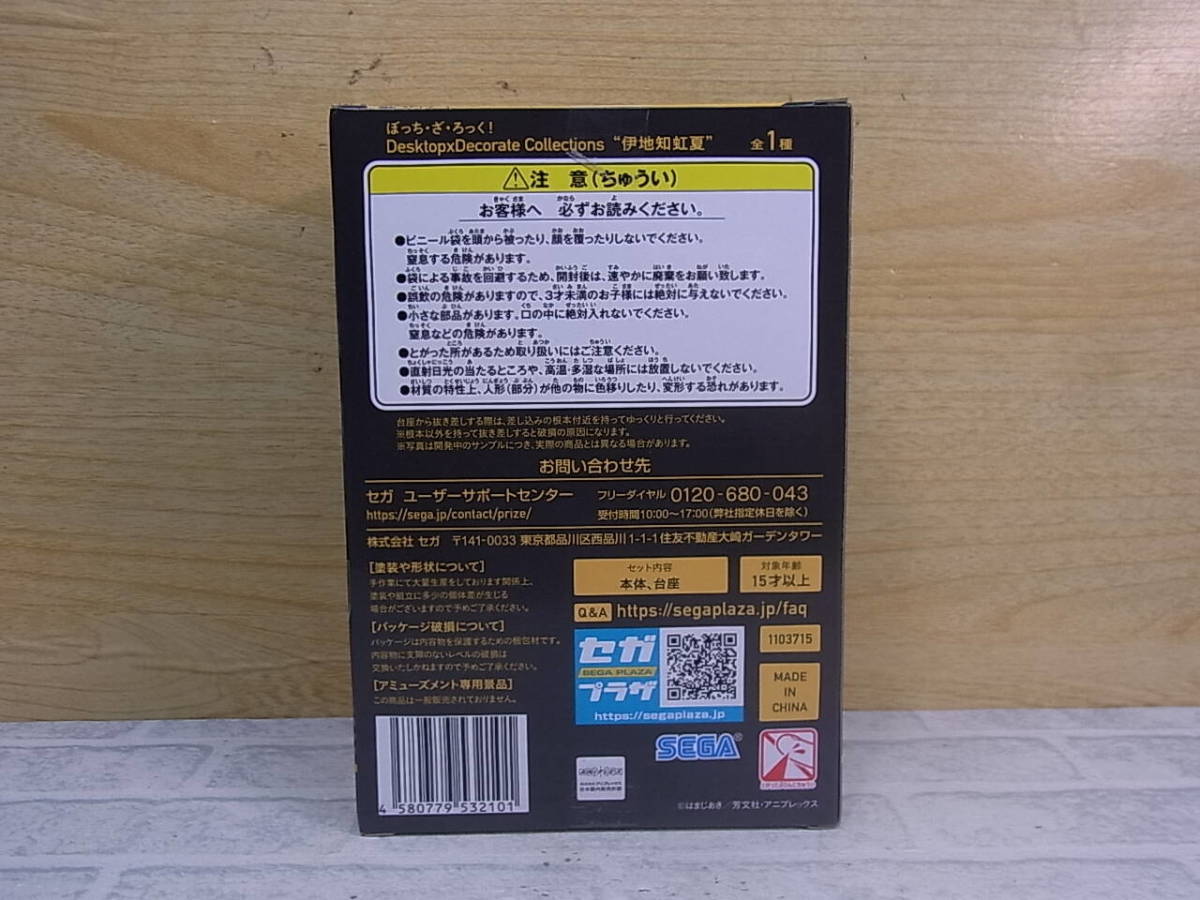 ぼっち・ざ・ろっく！
DesktopxDecorate Collections “伊地知虹夏” 全1種
⚠注 意(ちゅうい)
お客様へ 必ずお読みください。
●ビニール袋を頭から被ったり、顔を覆ったりしないでください。
窒息する危険があります。
●袋による事故を回避するため、開封後は、速やかに廃棄をお願い致します。
●誤飲の危険がありますので、3才未満のお子様には絶対に与えないでください。
●小さな部品があります。口の中に絶対入れないでください。
窒息などの危険があります。
●とがった所があるため取り扱いにはご注意ください。
●直射日光の当たるところや、高温・多湿な場所には放置しないでください。
●材質の特性上、人形(部分)が他の物に色移りしたり、変形する恐れがあります。
台座から抜き差しする際は、差し込みの根本付近を持ってゆっくりと行ってください。
※根本以外を持って抜き差しすると破損の原因になります。
※写真は開発中のサンプルにつき、実際の商品とは異なる場合があります。
お問い合わせ先
セガ ユーザーサポートセンター フリーダイヤル 0120-680-043
https://sega.jp/contact/prize/ 受付時間10:00〜17:00(弊社指定休日を除く)
株式会社 セガ 〒141-0033 東京都品川区西品川1-1-1住友不動産大崎ガーデンタワー
[塗装や形状について]
手作業にて大量生産をしております関係上、
塗装や組立に多少の個体差が生じる
場合がございますので予めご了承ください。
[パッケージ破損について]
パッケージは内容物を保護するための梱包材です。
内容物に支障のないレベルの破損は
交換いたしかねますので予めご了承ください。
[アミューズメント専用景品]
この商品は一般販売されておりません。
セット内容
本体、台座
対象年齢
15才以上
Q&A https://segaplaza.jp/faq
セガ
SEGA PLAZA
プラザ
https://segaplaza.jp
1103715
MADE
IN
CHINA
SEGA®
4 580779 532101
©はまじあき／芳文社・アニプレックス